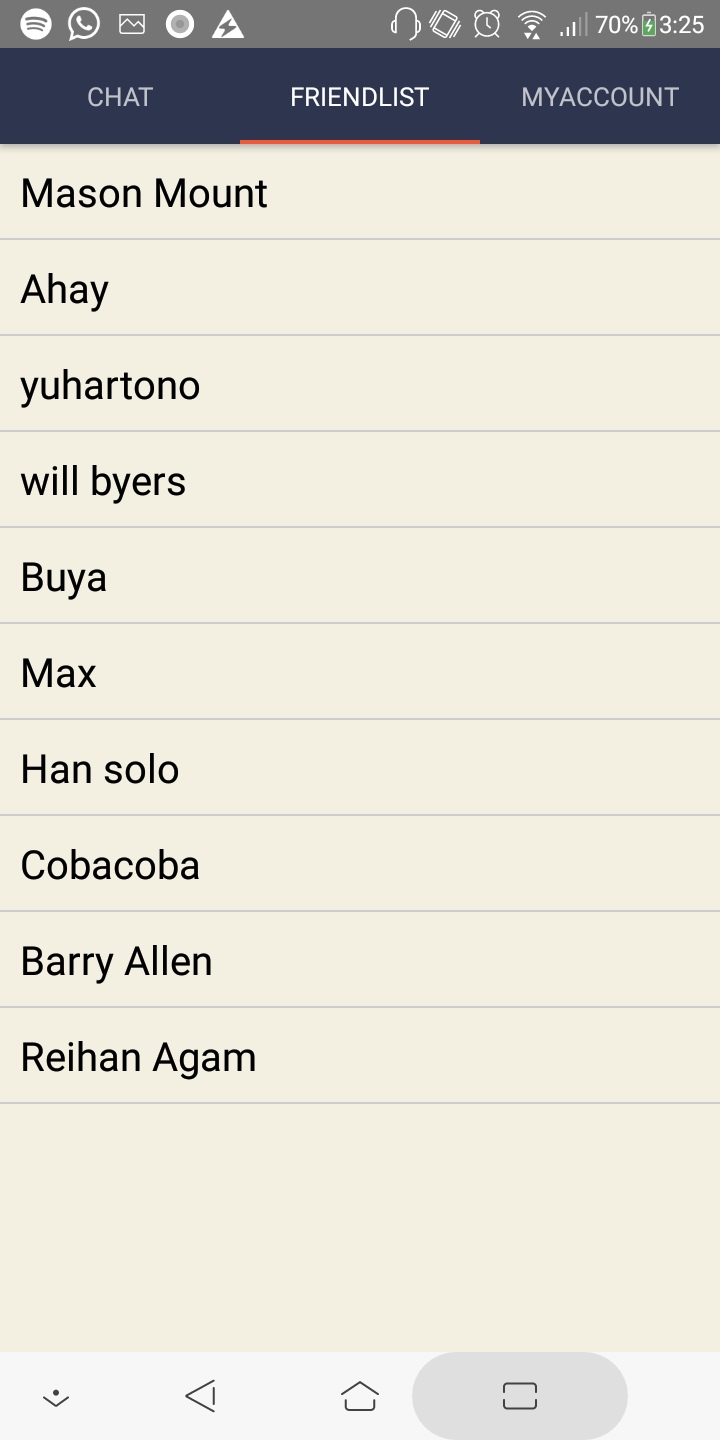 70% 3:25
CHAT FRIENDLIST MYACCOUNT
Mason Mount
Ahay
yuhartono
will byers
Buya
Max
Han solo
Cobacoba
Barry Allen
Reihan Agam